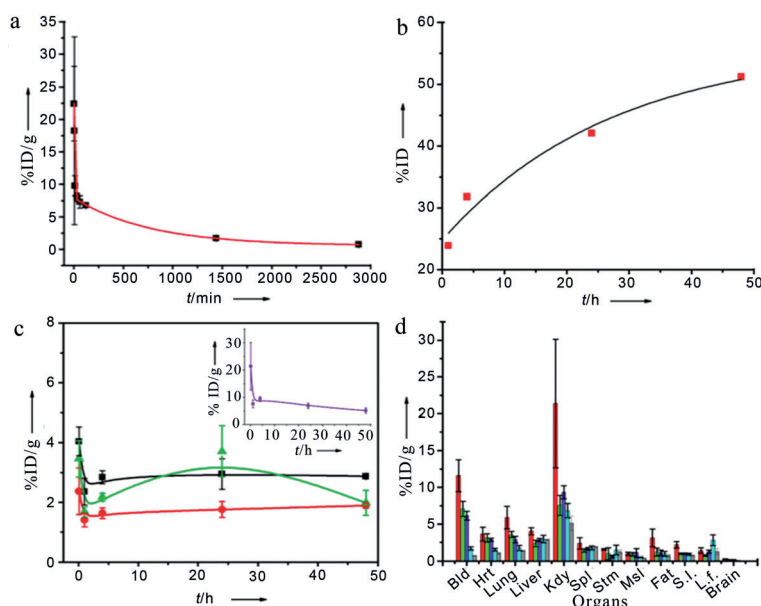 a
%ID/g
35
30
25
20
15
10
5
0
0 500 1000 1500 2000 2500 3000
t/min
b
%ID
60
50
40
30
20
0 10 20 30 40 50
t/h
c
%ID/g
8
6
4
2
0
0 10 20 30 40 50
t/h
% ID/g
30
20
10
0
0 10 20 30 40 50
t/h
d
%ID/g
30
25
20
15
10
5
0
Bld Hrt Lung Liver Kdy Spl Stm Msl Fat S.I. L.f. Brain
Organs